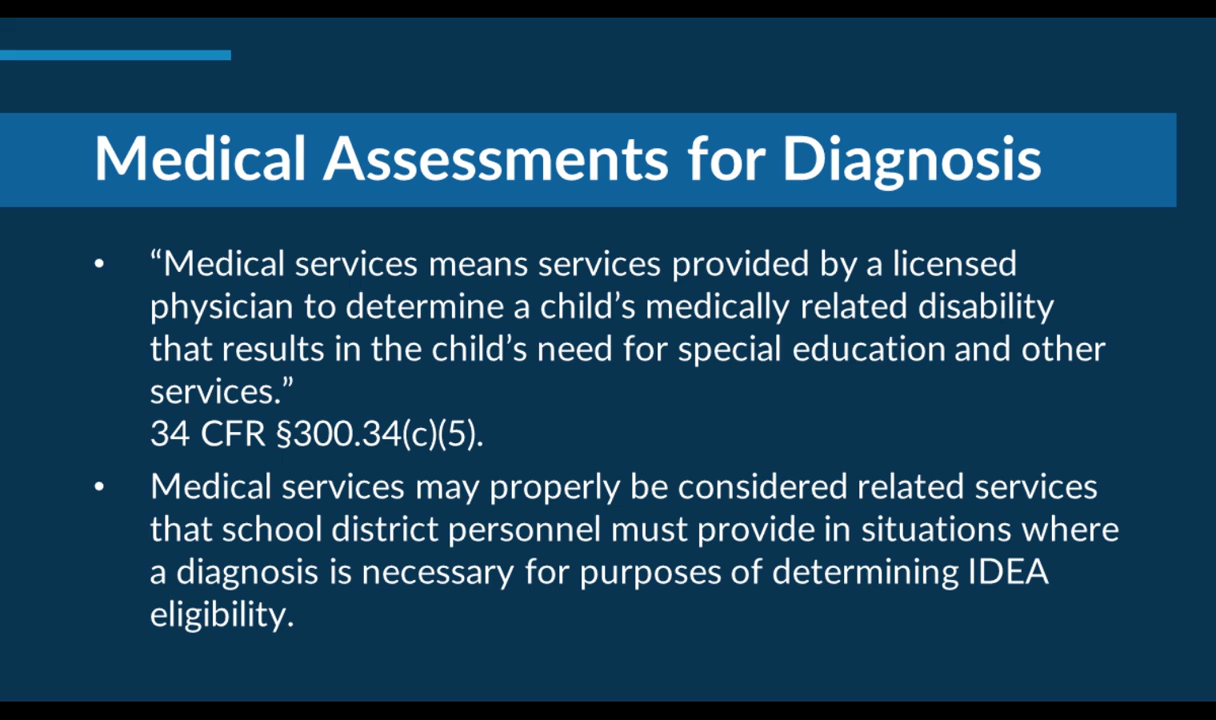 Medical Assessments for Diagnosis
• “Medical services means services provided by a licensed
physician to determine a child’s medically related disability
that results in the child’s need for special education and other
services.”
34 CFR §300.34(c)(5).
• Medical services may properly be considered related services
that school district personnel must provide in situations where
a diagnosis is necessary for purposes of determining IDEA
eligibility.